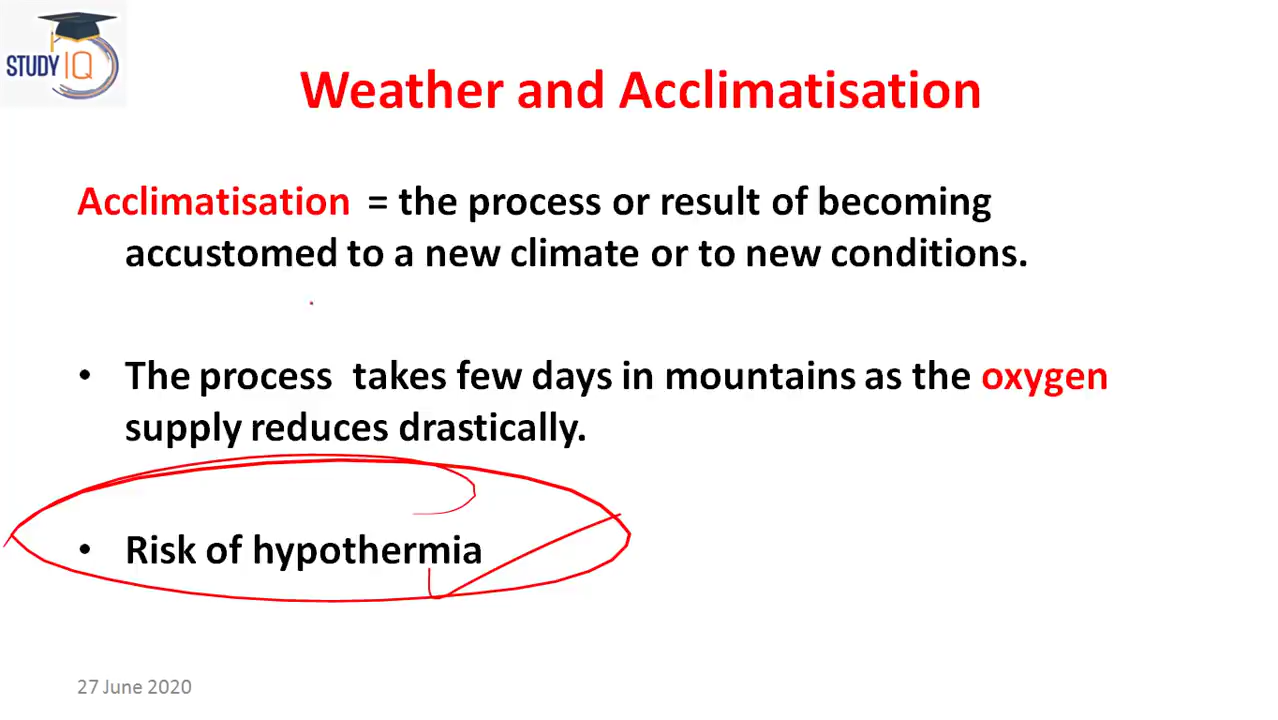 STUDY IQ
Weather and Acclimatisation
Acclimatisation = the process or result of becoming
accustomed to a new climate or to new conditions.
• The process takes few days in mountains as the oxygen
supply reduces drastically.
• Risk of hypothermia
27 June 2020